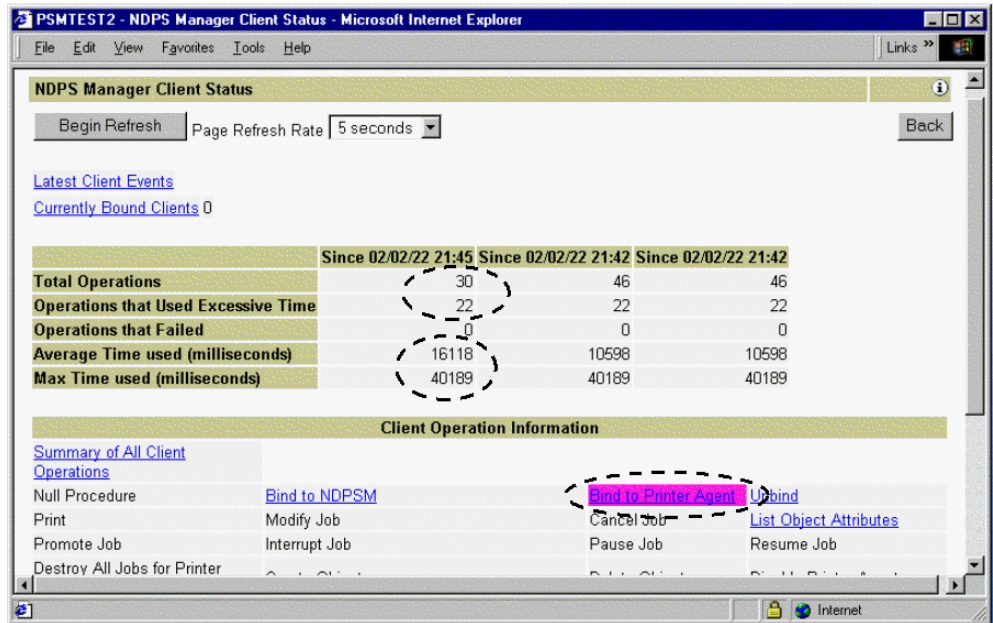 PSMTEST2 - NDPS Manager Client Status - Microsoft Internet Explorer
File Edit View Favorites Tools Help Links »
NDPS Manager Client Status
Begin Refresh Page Refresh Rate 5 seconds Back
Latest Client Events
Currently Bound Clients 0
Since 02/02/22 21:45 Since 02/02/22 21:42 Since 02/02/22 21:42
Total Operations 30 46 46
Operations that Used Excessive Time 22 22 22
Operations that Failed 0 0 0
Average Time used (milliseconds) 16118 10598 10598
Max Time used (milliseconds) 40189 40189 40189
Client Operation Information
Summary of All Client
Operations
Null Procedure Bind to NDPSM Bind to Printer Agent Unbind
Print Modify Job Cancel Job List Object Attributes
Promote Job Interrupt Job Pause Job Resume Job
Destroy All Jobs for Printer
Internet